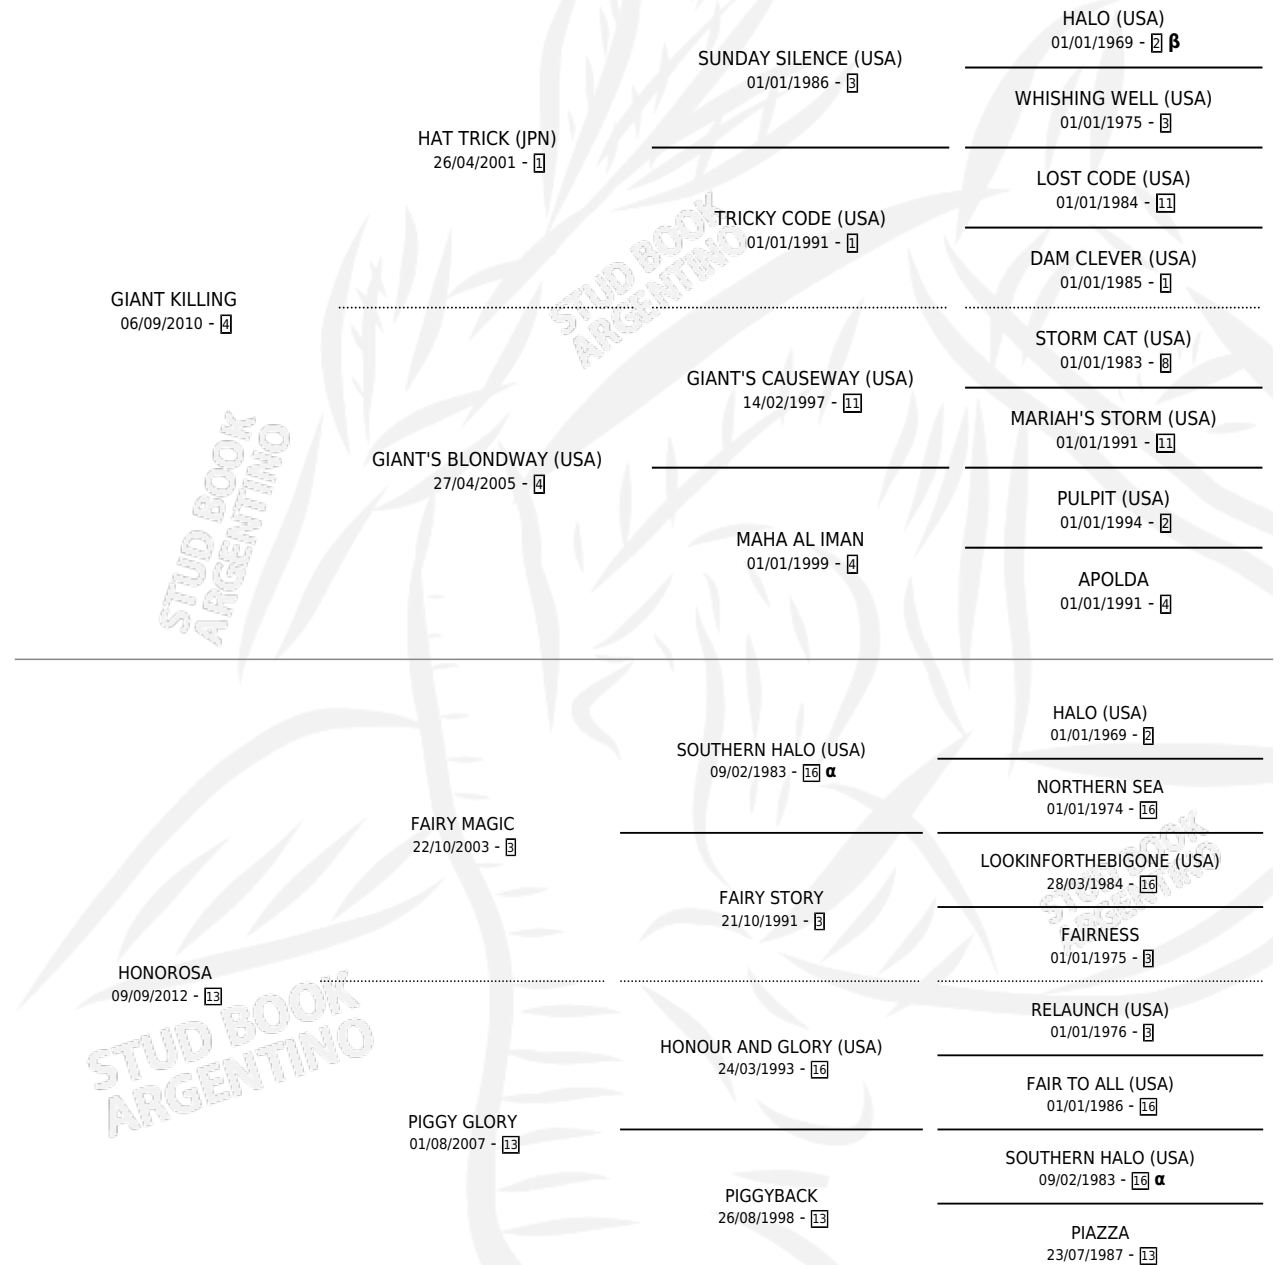 HALO (USA)
01/01/1969 - 2 β
SUNDAY SILENCE (USA)
01/01/1986 - 3
WHISHING WELL (USA)
01/01/1975 - 3
HAT TRICK (JPN)
26/04/2001 - 1
LOST CODE (USA)
01/01/1984 - 11
TRICKY CODE (USA)
01/01/1991 - 1
DAM CLEVER (USA)
01/01/1985 - 1
STUD BOOK
ARGENTINO
GIANT KILLING
06/09/2010 - 4
STORM CAT (USA)
01/01/1983 - 8
GIANT'S CAUSEWAY (USA)
14/02/1997 - 11
MARIAH'S STORM (USA)
01/01/1991 - 11
GIANT'S BLONDWAY (USA)
27/04/2005 - 4
PULPIT (USA)
01/01/1994 - 2
MAHA AL IMAN
01/01/1999 - 4
APOLDA
01/01/1991 - 4
STUD BOOK
ARGENTINO
HALO (USA)
01/01/1969 - 2
SOUTHERN HALO (USA)
09/02/1983 - 16 α
NORTHERN SEA
01/01/1974 - 16
FAIRY MAGIC
22/10/2003 - 3
LOOKINFORTHEBIGONE (USA)
28/03/1984 - 16
FAIRY STORY
21/10/1991 - 3
FAIRNESS
01/01/1975 - 3
STUD BOOK
ARGENTINO
HONOROSA
09/09/2012 - 13
RELAUNCH (USA)
01/01/1976 - 3
HONOUR AND GLORY (USA)
24/03/1993 - 16
FAIR TO ALL (USA)
01/01/1986 - 16
STUD BOOK
ARGENTINO
PIGGY GLORY
01/08/2007 - 13
SOUTHERN HALO (USA)
09/02/1983 - 16 α
PIGGYBACK
26/08/1998 - 13
PIAZZA
23/07/1987 - 13